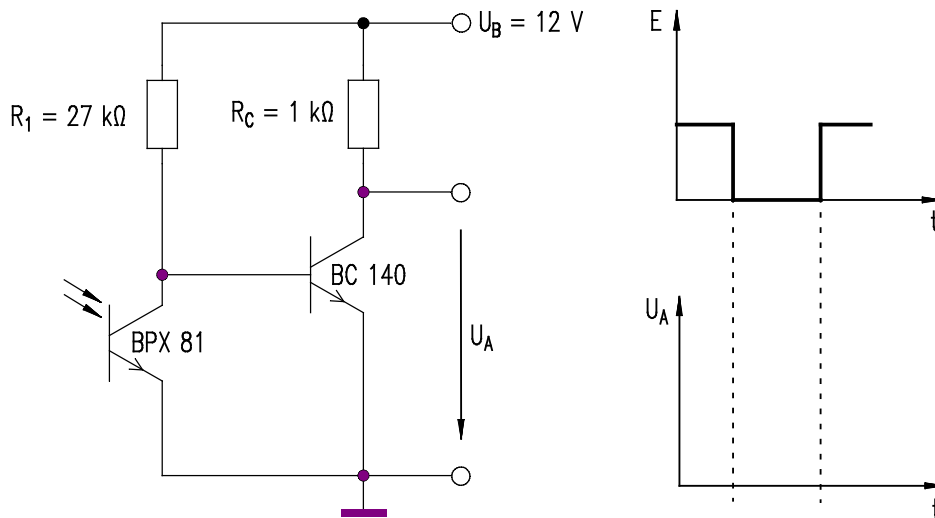 U_B = 12 V
R_1 = 27 kΩ
R_C = 1 kΩ
BC 140
BPX 81
U_A
E
t
U_A
t